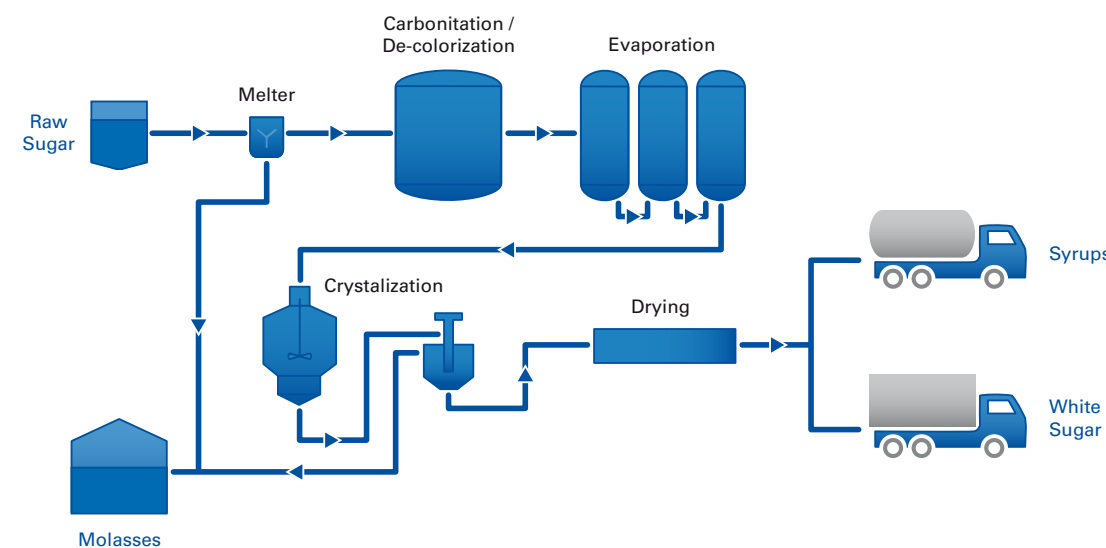 Carbonitation /
De-colorization
Evaporation
Melter
Raw
Sugar
Syrups
Crystalization
Drying
White
Sugar
Molasses